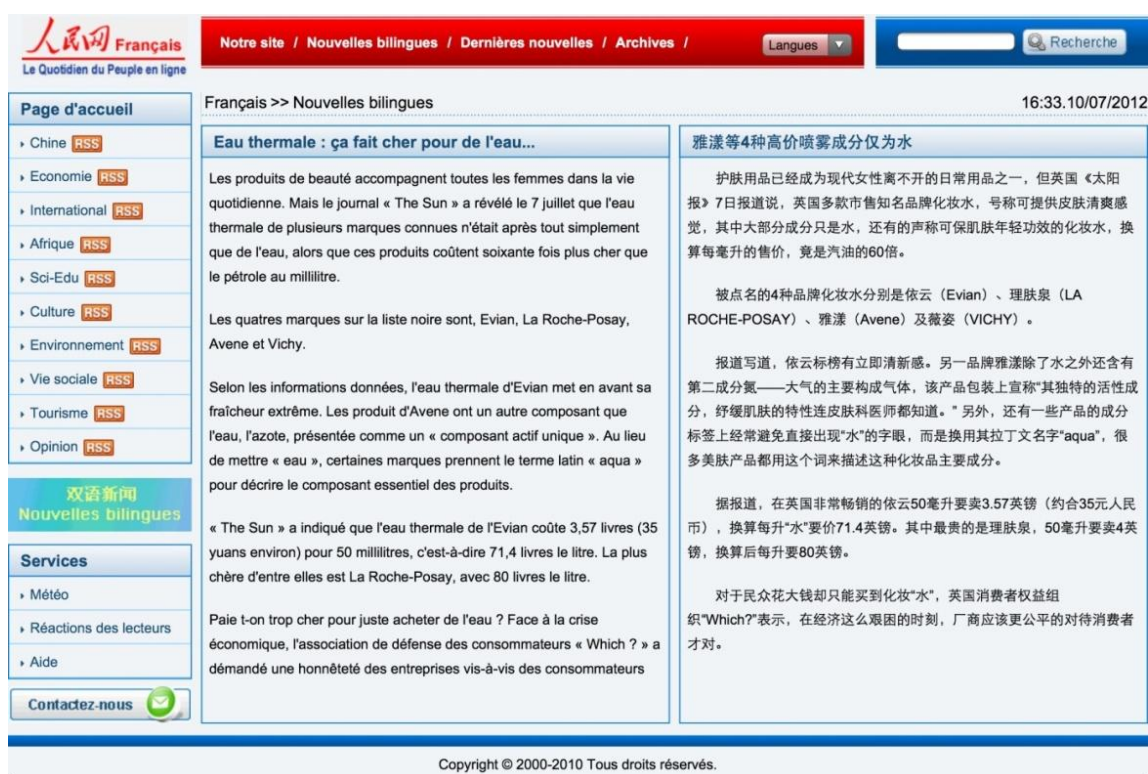 人民网 Français
Le Quotidien du Peuple en ligne
Notre site / Nouvelles bilingues / Dernières nouvelles / Archives /
Langues
Recherche
Page d'accueil
Chine RSS
Economie RSS
International RSS
Afrique RSS
Sci-Edu RSS
Culture RSS
Environnement RSS
Vie sociale RSS
Tourisme RSS
Opinion RSS
双语新闻
Nouvelles bilingues
Services
Météo
Réactions des lecteurs
Aide
Contactez-nous
Français >> Nouvelles bilingues
16:33.10/07/2012
Eau thermale : ça fait cher pour de l'eau...
Les produits de beauté accompagnent toutes les femmes dans la vie
quotidienne. Mais le journal « The Sun » a révélé le 7 juillet que l'eau
thermale de plusieurs marques connues n'était après tout simplement
que de l'eau, alors que ces produits coûtent soixante fois plus cher que
le pétrole au millilitre.
Les quatres marques sur la liste noire sont, Evian, La Roche-Posay,
Avene et Vichy.
Selon les informations données, l'eau thermale d'Evian met en avant sa
fraîcheur extrême. Les produit d'Avene ont un autre composant que
l'eau, l'azote, présentée comme un « composant actif unique ». Au lieu
de mettre « eau », certaines marques prennent le terme latin « aqua »
pour décrire le composant essentiel des produits.
« The Sun » a indiqué que l'eau thermale de l'Evian coûte 3,57 livres (35
yuans environ) pour 50 millilitres, c'est-à-dire 71,4 livres le litre. La plus
chère d'entre elles est La Roche-Posay, avec 80 livres le litre.
Paie t-on trop cher pour juste acheter de l'eau ? Face à la crise
économique, l'association de défense des consommateurs « Which ? » a
démandé une honnêteté des entreprises vis-à-vis des consommateurs
雅漾等4种高价喷雾成分仅为水
护肤用品已经成为现代女性离不开的日常用品之一，但英国《太阳
报》7日报道说，英国多款市售知名品牌化妆水，号称可提供皮肤清爽感
觉，其中大部分成分只是水，还有的声称可保肌肤年轻功效的化妆水，换
算每毫升的售价，竟是汽油的60倍。
被点名的4种品牌化妆水分别是依云（Evian）、理肤泉（LA
ROCHE-POSAY）、雅漾（Avene）及薇姿（VICHY）。
报道写道，依云标榜有立即清新感。另一品牌雅漾除了水之外还含有
第二成分氮——大气的主要构成气体，该产品包装上宣称“其独特的活性成
分，纾缓肌肤的特性连皮肤科医师都知道。” 另外，还有一些产品的成分
标签上经常避免直接出现“水”的字眼，而是换用其拉丁文名字“aqua”，很
多美肤产品都用这个词来描述这种化妆品主要成分。
据报道，在英国非常畅销的依云50毫升要卖3.57英镑（约合35元人民
币），换算每升“水”要价71.4英镑。其中最贵的是理肤泉，50毫升要卖4英
镑，换算后每升要80英镑。
对于民众花大钱却只能买到化妆“水”，英国消费者权益组
织“Which?”表示，在经济这么艰困的时刻，厂商应该更公平的对待消费者
才对。
Copyright © 2000-2010 Tous droits réservés.